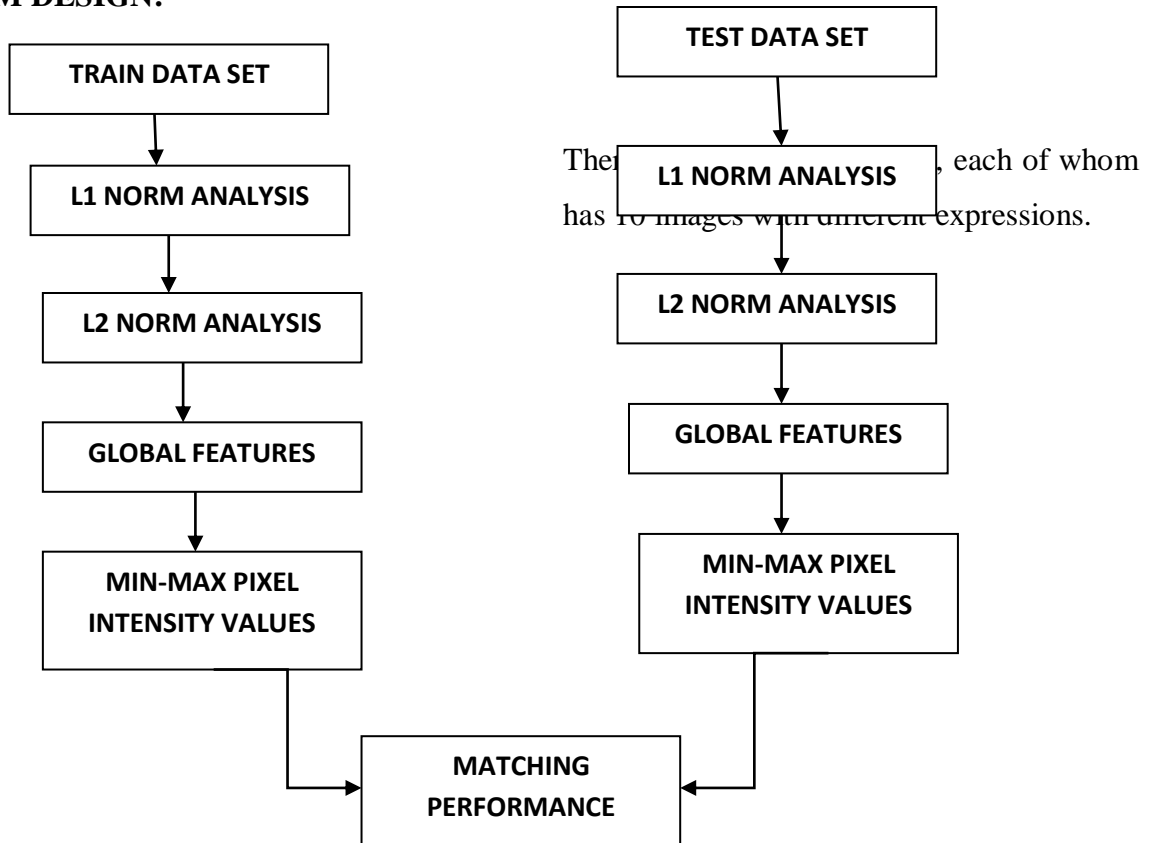 M DESIGN:
TRAIN DATA SET
L1 NORM ANALYSIS
L2 NORM ANALYSIS
GLOBAL FEATURES
MIN-MAX PIXEL
INTENSITY VALUES
TEST DATA SET
L1 NORM ANALYSIS
, each of whom
has 10 images with different expressions.
L2 NORM ANALYSIS
GLOBAL FEATURES
MIN-MAX PIXEL
INTENSITY VALUES
MATCHING
PERFORMANCE